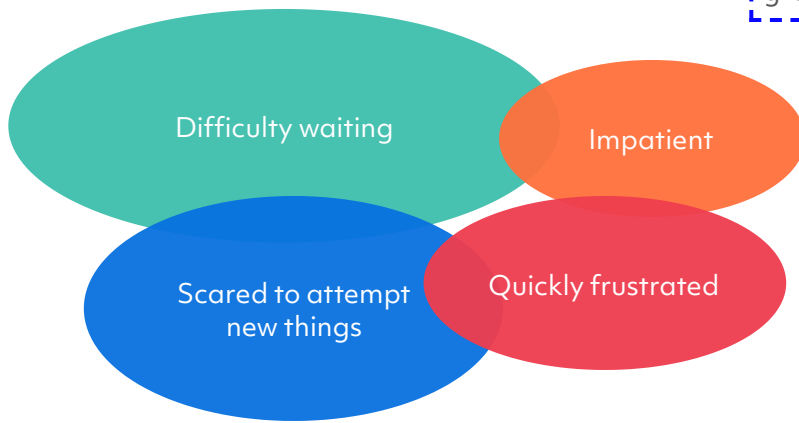 Difficulty waiting
Impatient
Quickly frustrated
Scared to attempt
new things